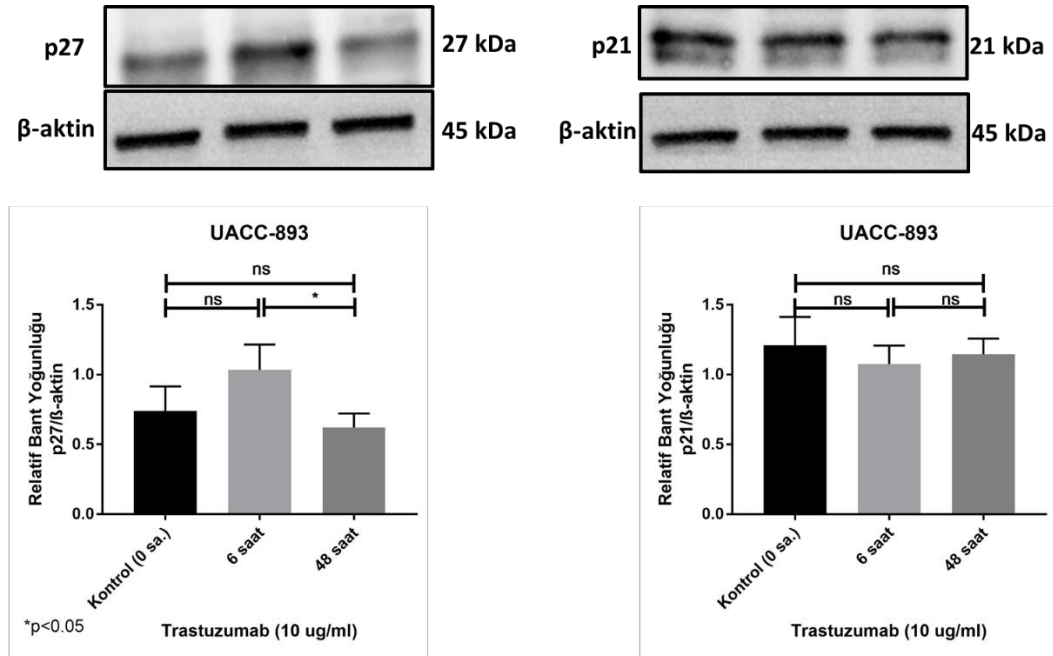 p27
27 kDa
β-aktin
45 kDa
p21
21 kDa
β-aktin
45 kDa
UACC-893
ns
ns
*
1.5
1.0
0.5
0.0
Relatif Bant Yoğunluğu
p27/ß-aktin
Kontrol (0 sa.)
6 saat
48 saat
*p<0.05
Trastuzumab (10 ug/ml)
UACC-893
ns
ns
ns
1.5
1.0
0.5
0.0
Relatif Bant Yoğunluğu
p21/ß-aktin
Kontrol (0 sa.)
6 saat
48 saat
Trastuzumab (10 ug/ml)